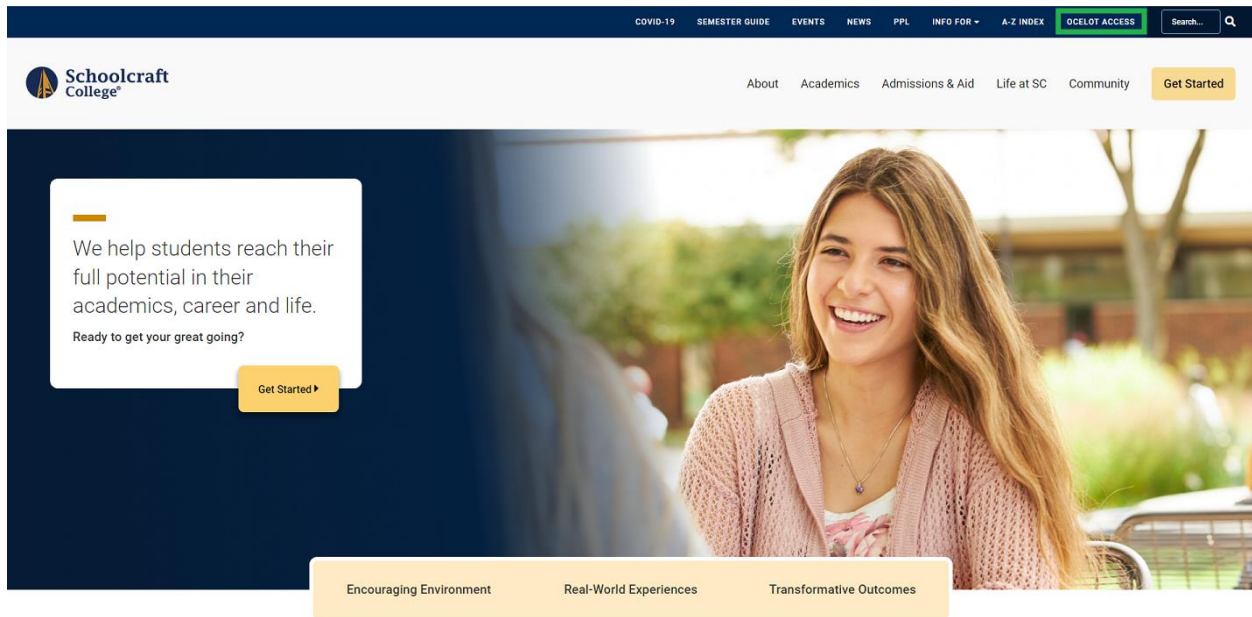 COVID-19 SEMESTER GUIDE EVENTS NEWS PPL INFO FOR A-Z INDEX OCELOT ACCESS Search...
Schoolcraft
College®
About Academics Admissions & Aid Life at SC Community Get Started
We help students reach their
full potential in their
academics, career and life.
Ready to get your great going?
Get Started
Encouraging Environment Real-World Experiences Transformative Outcomes